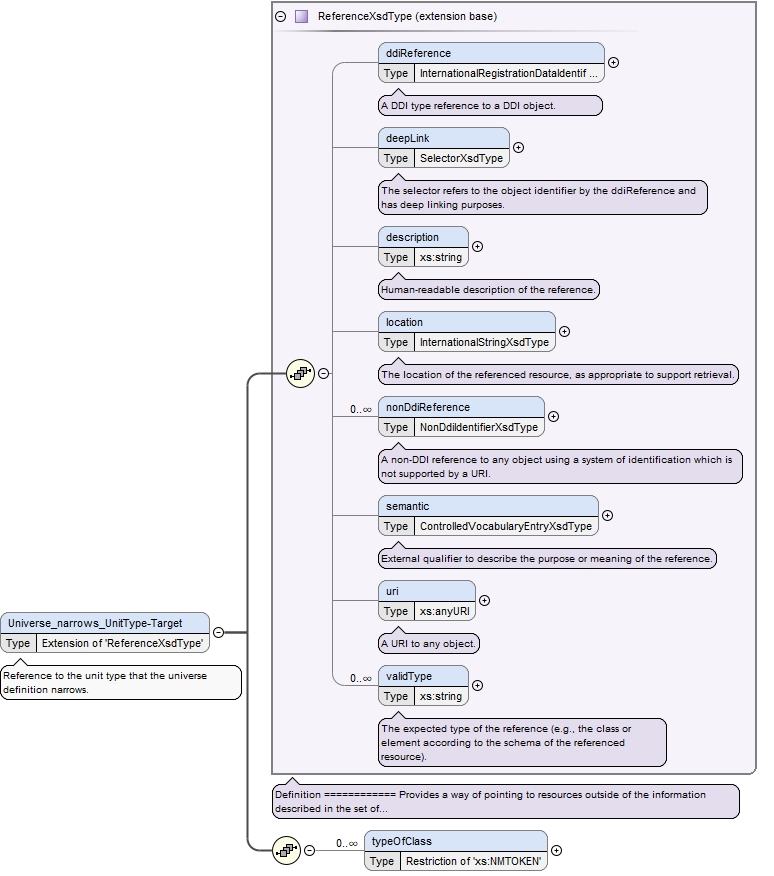 ReferenceXsdType (extension base)
ddiReference
Type InternationalRegistrationDataIdentif ...
A DDI type reference to a DDI object.
deepLink
Type SelectorXsdType
The selector refers to the object identifier by the ddiReference and
has deep linking purposes.
description
Type xs:string
Human-readable description of the reference.
location
Type InternationalStringXsdType
The location of the referenced resource, as appropriate to support retrieval.
0..∞
nonDdiReference
Type NonDdiIdentifierXsdType
A non-DDI reference to any object using a system of identification which is
not supported by a URI.
semantic
Type ControlledVocabularyEntryXsdType
External qualifier to describe the purpose or meaning of the reference.
uri
Type xs:anyURI
A URI to any object.
Universe_narrows_UnitType-Target
Type Extension of 'ReferenceXsdType'
Reference to the unit type that the universe
definition narrows.
0..∞
validType
Type xs:string
The expected type of the reference (e.g., the class or
element according to the schema of the referenced
resource).
Definition ============ Provides a way of pointing to resources outside of the information
described in the set of...
0..∞
typeOfClass
Type Restriction of 'xs:NMTOKEN'